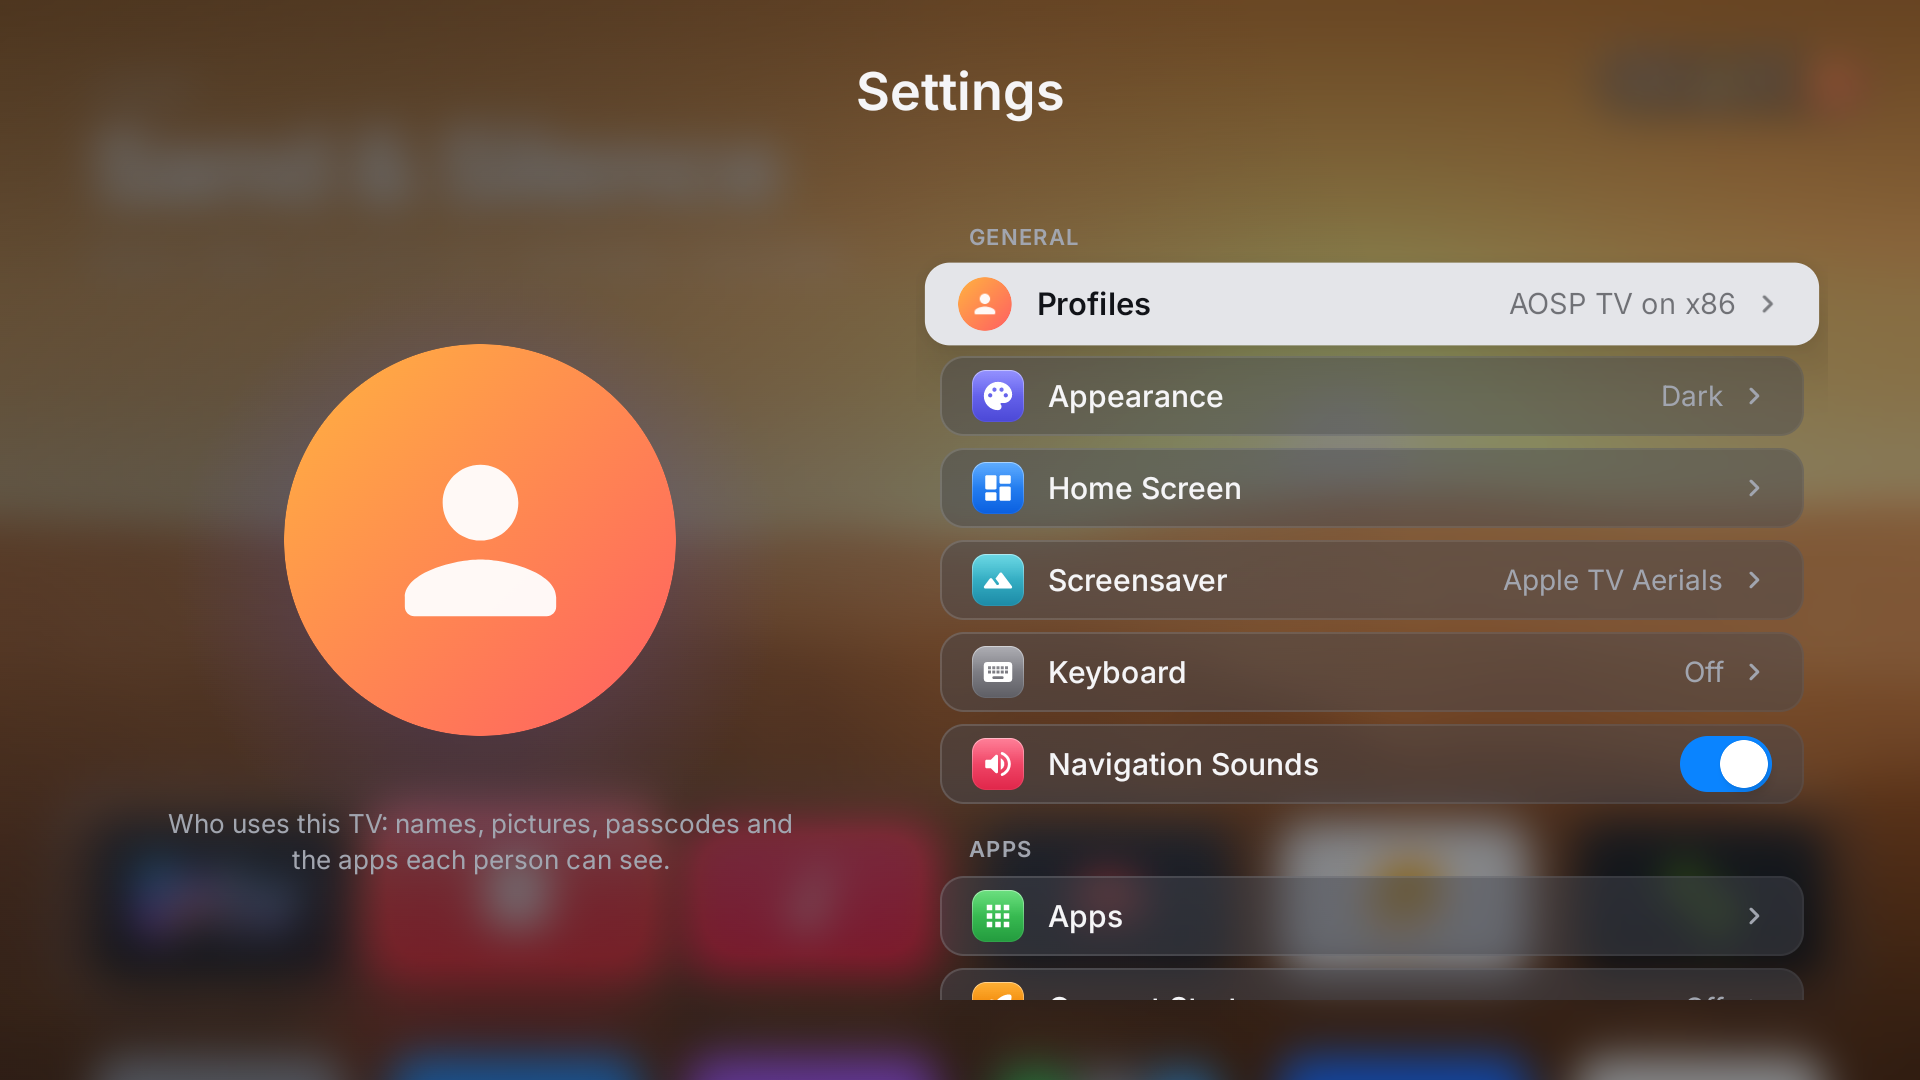 Settings
GENERAL
Profiles
AOSP TV on x86
Appearance
Dark
Home Screen
Screensaver
Apple TV Aerials
Keyboard
Off
Navigation Sounds
Who uses this TV: names, pictures, passcodes and
the apps each person can see.
APPS
Apps